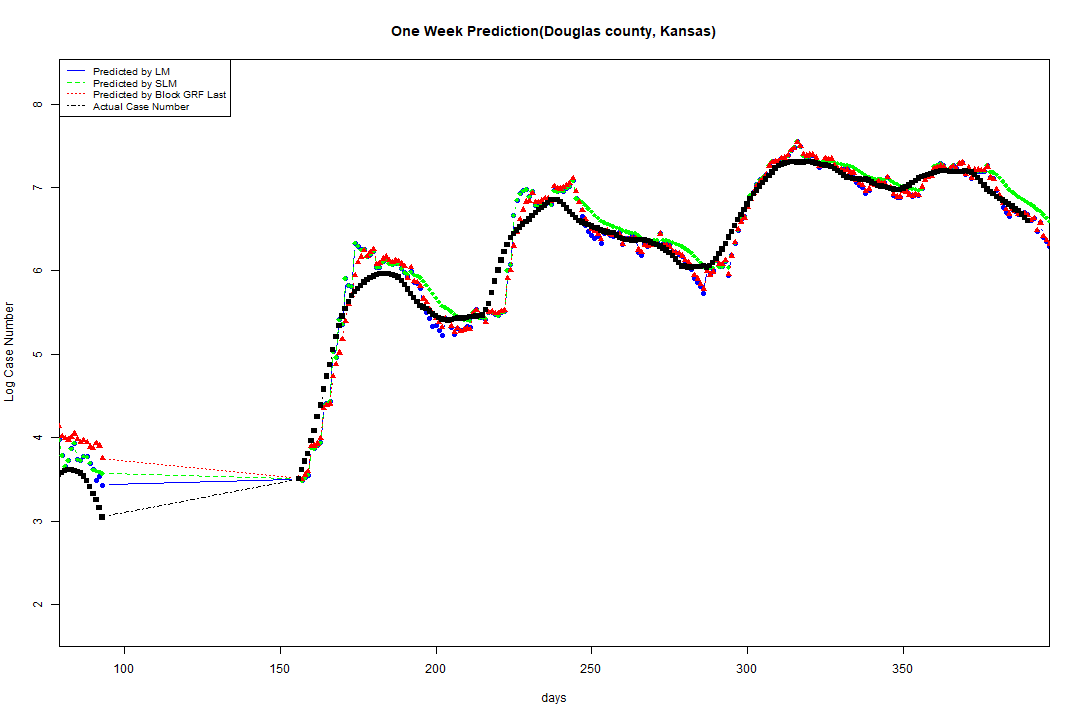 One Week Prediction(Douglas county, Kansas)
Predicted by LM
Predicted by SLM
Predicted by Block GRF Last
Actual Case Number
8
7
6
5
4
3
2
Log Case Number
100 150 200 250 300 350
days